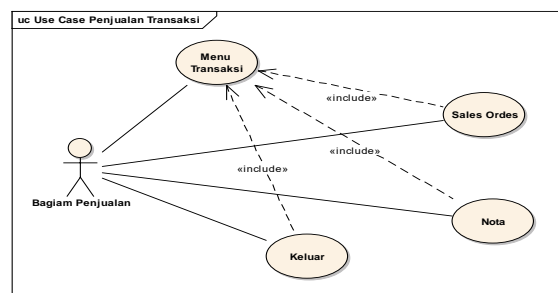 uc Use Case Penjualan Transaksi
Menu
Transaksi
«include»
Sales Ordes
«include»
«include»
Bagiam Penjualan
Nota
Keluar